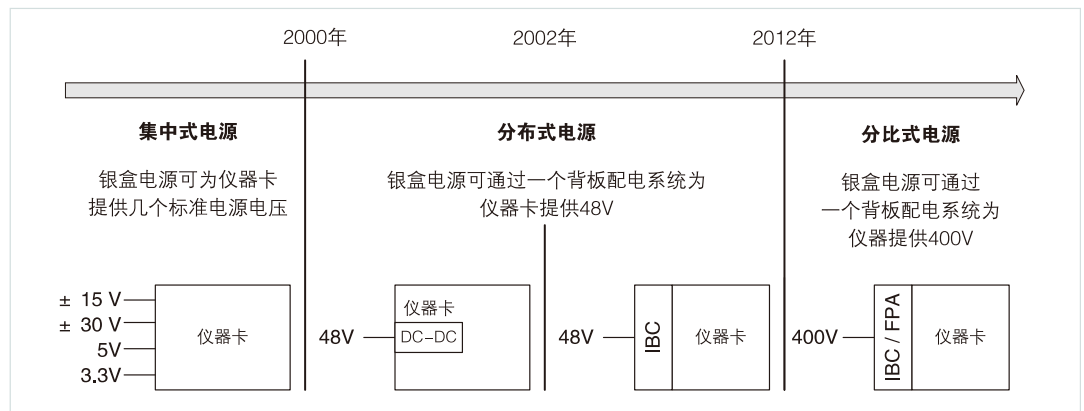 2000年
2002年
2012年
集中式电源
银盒电源可为仪器卡
提供几个标准电源电压
分布式电源
银盒电源可通过一个背板配电系统为
仪器卡提供48V
分比式电源
银盒电源可通过
一个背板配电系统为
仪器提供400V
± 15 V
± 30 V
5V
3.3V
仪器卡
48V
仪器卡
DC-DC
48V
IBC
仪器卡
400V
IBC / FPA
仪器卡